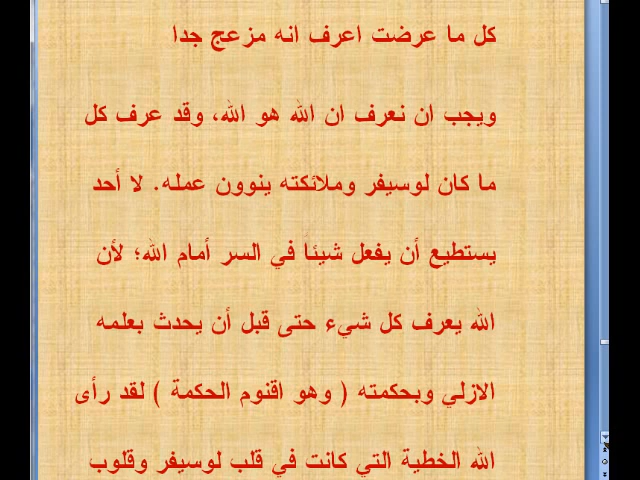 كل ما عرضت اعرف انه مزعج جدا
ويجب ان نعرف ان الله هو الله، وقد عرف كل
ما كان لوسيفر وملائكته ينوون عمله. لا أحد
يستطيع أن يفعل شيئاً في السر أمام الله؛ لأن
الله يعرف كل شيء حتى قبل أن يحدث بعلمه
الازلي وبحكمته ( وهو اقنوم الحكمة ) لقد رأى
الله الخطية التي كانت في قلب لوسيفر وقلوب